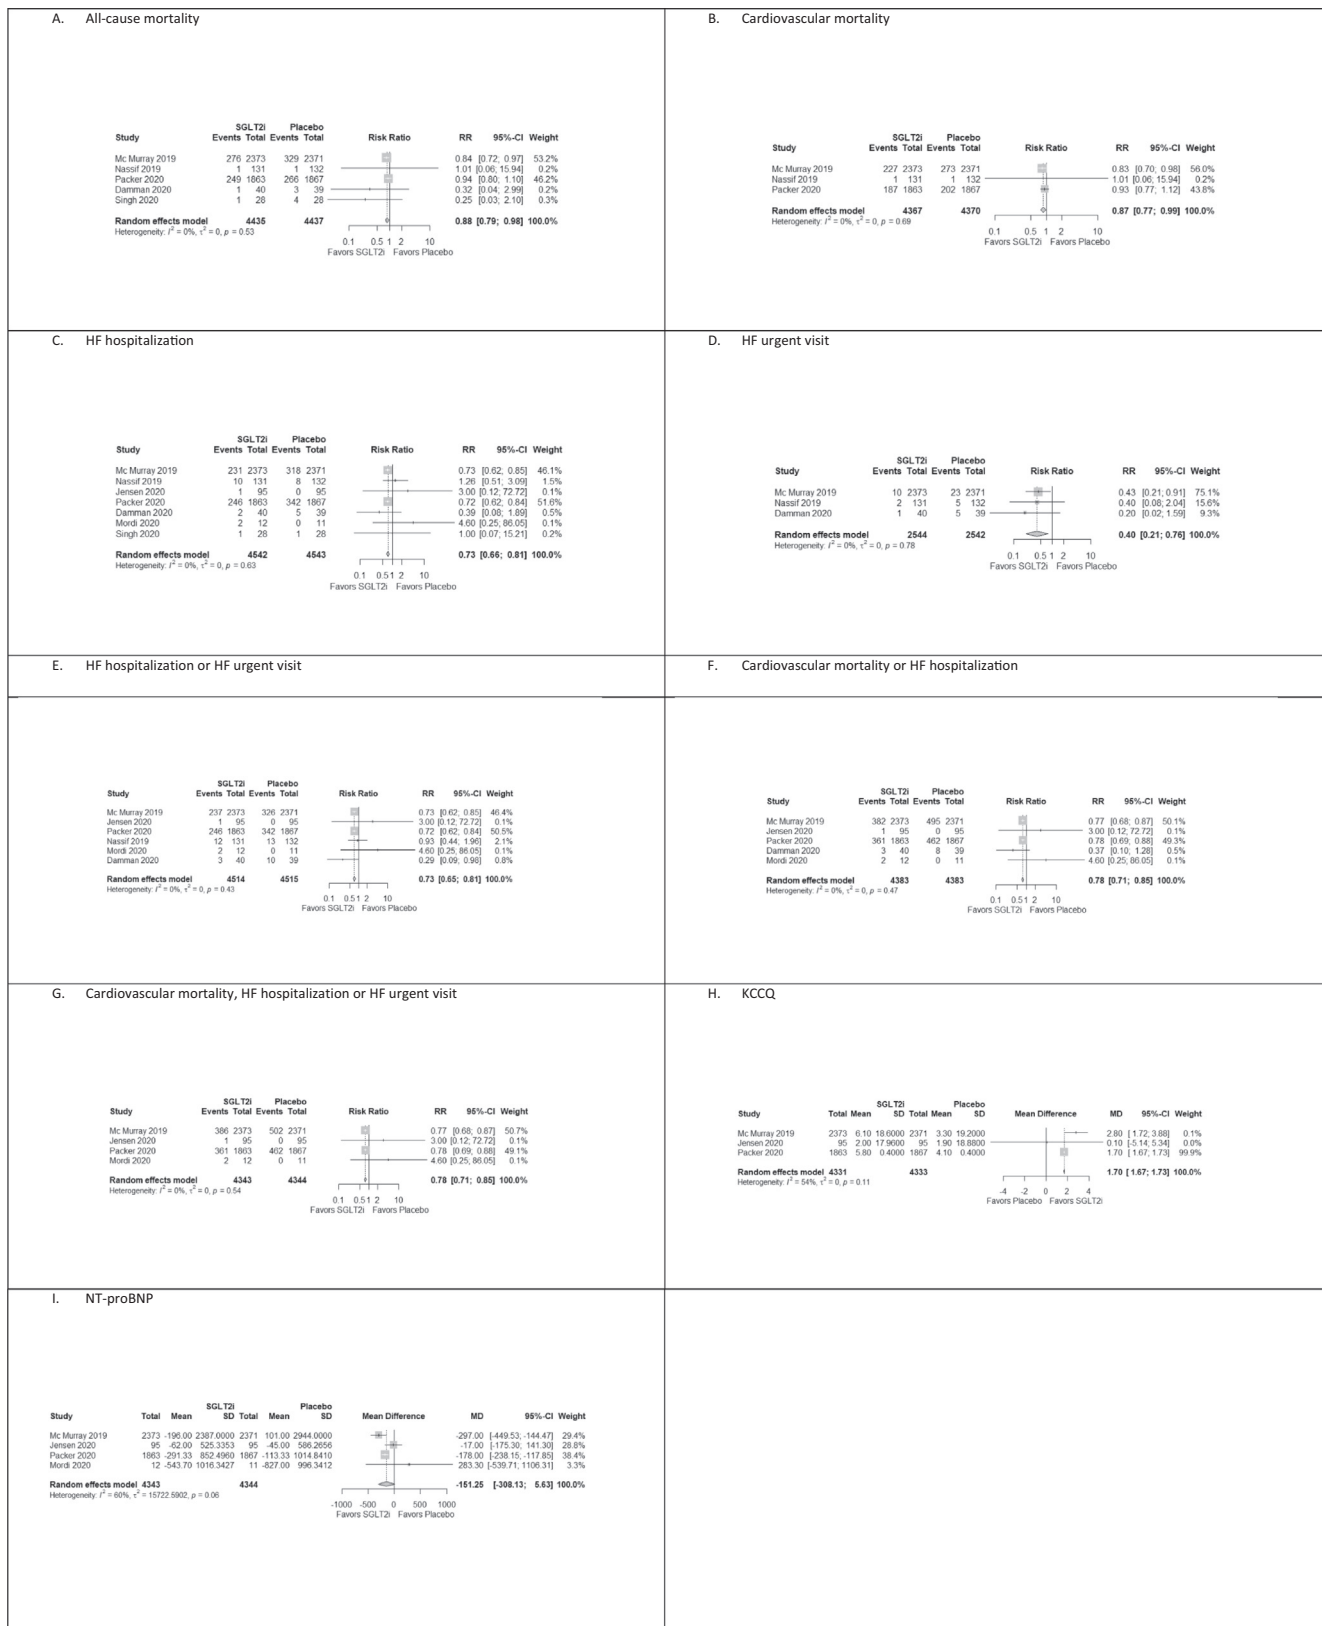 A. All-cause mortality
SGLT2i Placebo
Study Events Total Events Total Risk Ratio RR 95%-CI Weight
Mc Murray 2019 276 2373 329 2371 0.84 [0.72; 0.97] 53.2%
Nassif 2019 1 131 1 132 1.01 [0.06; 15.94] 0.2%
Packer 2020 249 1863 266 1867 0.94 [0.80; 1.10] 46.2%
Damman 2020 1 40 3 39 0.32 [0.04; 2.99] 0.2%
Singh 2020 1 28 4 28 0.25 [0.03; 2.10] 0.3%
Random effects model 4435 4437 0.88 [0.79; 0.98] 100.0%
Heterogeneity: I² = 0%, τ² = 0, p = 0.53
0.1 0.5 1 2 10
Favors SGLT2i Favors Placebo
B. Cardiovascular mortality
SGLT2i Placebo
Study Events Total Events Total Risk Ratio RR 95%-CI Weight
Mc Murray 2019 227 2373 273 2371 0.83 [0.70; 0.98] 56.0%
Nassif 2019 1 131 1 132 1.01 [0.06; 15.94] 0.2%
Packer 2020 187 1863 202 1867 0.93 [0.77; 1.12] 43.8%
Random effects model 4367 4370 0.87 [0.77; 0.99] 100.0%
Heterogeneity: I² = 0%, τ² = 0, p = 0.69
0.1 0.5 1 2 10
Favors SGLT2i Favors Placebo
C. HF hospitalization
SGLT2i Placebo
Study Events Total Events Total Risk Ratio RR 95%-CI Weight
Mc Murray 2019 231 2373 318 2371 0.73 [0.62; 0.85] 46.1%
Nassif 2019 10 131 8 132 1.26 [0.51; 3.09] 1.5%
Jensen 2020 1 95 0 95 3.00 [0.12; 72.72] 0.1%
Packer 2020 246 1863 342 1867 0.72 [0.62; 0.84] 51.6%
Damman 2020 2 40 5 39 0.39 [0.08; 1.89] 0.5%
Mordi 2020 2 12 0 11 4.60 [0.25; 86.05] 0.1%
Singh 2020 1 28 1 28 1.00 [0.07; 15.21] 0.2%
Random effects model 4542 4543 0.73 [0.66; 0.81] 100.0%
Heterogeneity: I² = 0%, τ² = 0, p = 0.63
0.1 0.5 1 2 10
Favors SGLT2i Favors Placebo
D. HF urgent visit
SGLT2i Placebo
Study Events Total Events Total Risk Ratio RR 95%-CI Weight
Mc Murray 2019 10 2373 23 2371 0.43 [0.21; 0.91] 75.1%
Nassif 2019 2 131 5 132 0.40 [0.08; 2.04] 15.6%
Damman 2020 1 40 5 39 0.20 [0.02; 1.59] 9.3%
Random effects model 2544 2542 0.40 [0.21; 0.76] 100.0%
Heterogeneity: I² = 0%, τ² = 0, p = 0.78
0.1 0.5 1 2 10
Favors SGLT2i Favors Placebo
E. HF hospitalization or HF urgent visit
SGLT2i Placebo
Study Events Total Events Total Risk Ratio RR 95%-CI Weight
Mc Murray 2019 237 2373 326 2371 0.73 [0.62; 0.85] 46.4%
Jensen 2020 1 95 0 95 3.00 [0.12; 72.72] 0.1%
Packer 2020 246 1863 342 1867 0.72 [0.62; 0.84] 50.5%
Nassif 2019 12 131 13 132 0.93 [0.44; 1.96] 2.1%
Mordi 2020 2 12 0 11 4.60 [0.25; 86.05] 0.1%
Damman 2020 3 40 10 39 0.29 [0.09; 0.98] 0.8%
Random effects model 4514 4515 0.73 [0.65; 0.81] 100.0%
Heterogeneity: I² = 0%, τ² = 0, p = 0.43
0.1 0.5 1 2 10
Favors SGLT2i Favors Placebo
F. Cardiovascular mortality or HF hospitalization
SGLT2i Placebo
Study Events Total Events Total Risk Ratio RR 95%-CI Weight
Mc Murray 2019 382 2373 495 2371 0.77 [0.68; 0.87] 50.1%
Jensen 2020 1 95 0 95 3.00 [0.12; 72.72] 0.1%
Packer 2020 361 1863 462 1867 0.78 [0.69; 0.88] 49.3%
Damman 2020 3 40 8 39 0.37 [0.10; 1.28] 0.5%
Mordi 2020 2 12 0 11 4.60 [0.25; 86.05] 0.1%
Random effects model 4383 4383 0.78 [0.71; 0.85] 100.0%
Heterogeneity: I² = 0%, τ² = 0, p = 0.47
0.1 0.5 1 2 10
Favors SGLT2i Favors Placebo
G. Cardiovascular mortality, HF hospitalization or HF urgent visit
SGLT2i Placebo
Study Events Total Events Total Risk Ratio RR 95%-CI Weight
Mc Murray 2019 386 2373 502 2371 0.77 [0.68; 0.87] 50.7%
Jensen 2020 1 95 0 95 3.00 [0.12; 72.72] 0.1%
Packer 2020 361 1863 462 1867 0.78 [0.69; 0.88] 49.1%
Mordi 2020 2 12 0 11 4.60 [0.25; 86.05] 0.1%
Random effects model 4343 4344 0.78 [0.71; 0.85] 100.0%
Heterogeneity: I² = 0%, τ² = 0, p = 0.54
0.1 0.5 1 2 10
Favors SGLT2i Favors Placebo
H. KCCQ
SGLT2i Placebo
Study Total Mean SD Total Mean SD Mean Difference MD 95%-CI Weight
Mc Murray 2019 2373 6.10 18.6000 2371 3.30 19.2000 2.80 [1.72; 3.88] 0.1%
Jensen 2020 95 2.00 17.9600 95 1.90 18.8800 0.10 [-5.14; 5.34] 0.0%
Packer 2020 1863 5.80 0.4000 1867 4.10 0.4000 1.70 [1.67; 1.73] 99.9%
Random effects model 4331 4333 1.70 [1.67; 1.73] 100.0%
Heterogeneity: I² = 54%, τ² = 0, p = 0.11
-4 -2 0 2 4
Favors Placebo Favors SGLT2i
I. NT-proBNP
SGLT2i Placebo
Study Total Mean SD Total Mean SD Mean Difference MD 95%-CI Weight
Mc Murray 2019 2373 -196.00 2387.0000 2371 101.00 2944.0000 -297.00 [-449.53; -144.47] 29.4%
Jensen 2020 95 -62.00 525.3353 95 -45.00 586.2656 -17.00 [-175.30; 141.30] 28.8%
Packer 2020 1863 -291.33 852.4960 1867 -113.33 1014.8410 -178.00 [-238.15; -117.85] 38.4%
Mordi 2020 12 -543.70 1016.3427 11 -827.00 996.3412 283.30 [-539.71; 1106.31] 3.3%
Random effects model 4343 4344 -151.25 [-308.13; 5.63] 100.0%
Heterogeneity: I² = 60%, τ² = 15722.5902, p = 0.06
-1000 -500 0 500 1000
Favors SGLT2i Favors Placebo